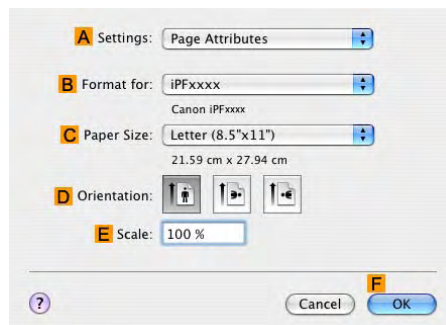 A Settings: Page Attributes
B Format for: iPFxxxx
Canon iPFxxxx
C Paper Size: Letter (8.5"x11")
21.59 cm x 27.94 cm
D Orientation:
E Scale: 100 %
F
? Cancel OK